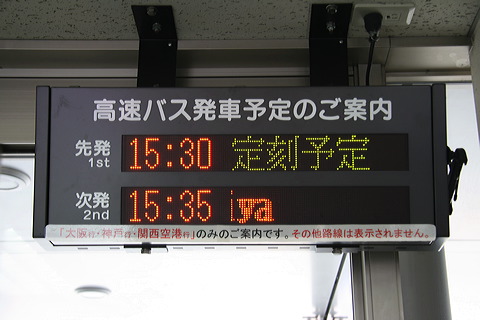 高速バス発車予定のご案内
先発 15:30 定刻予定
1st
次発 15:35 iya
2nd
「大阪行・神戸行・関西空港行」のみのご案内です。その他路線は表示されません。